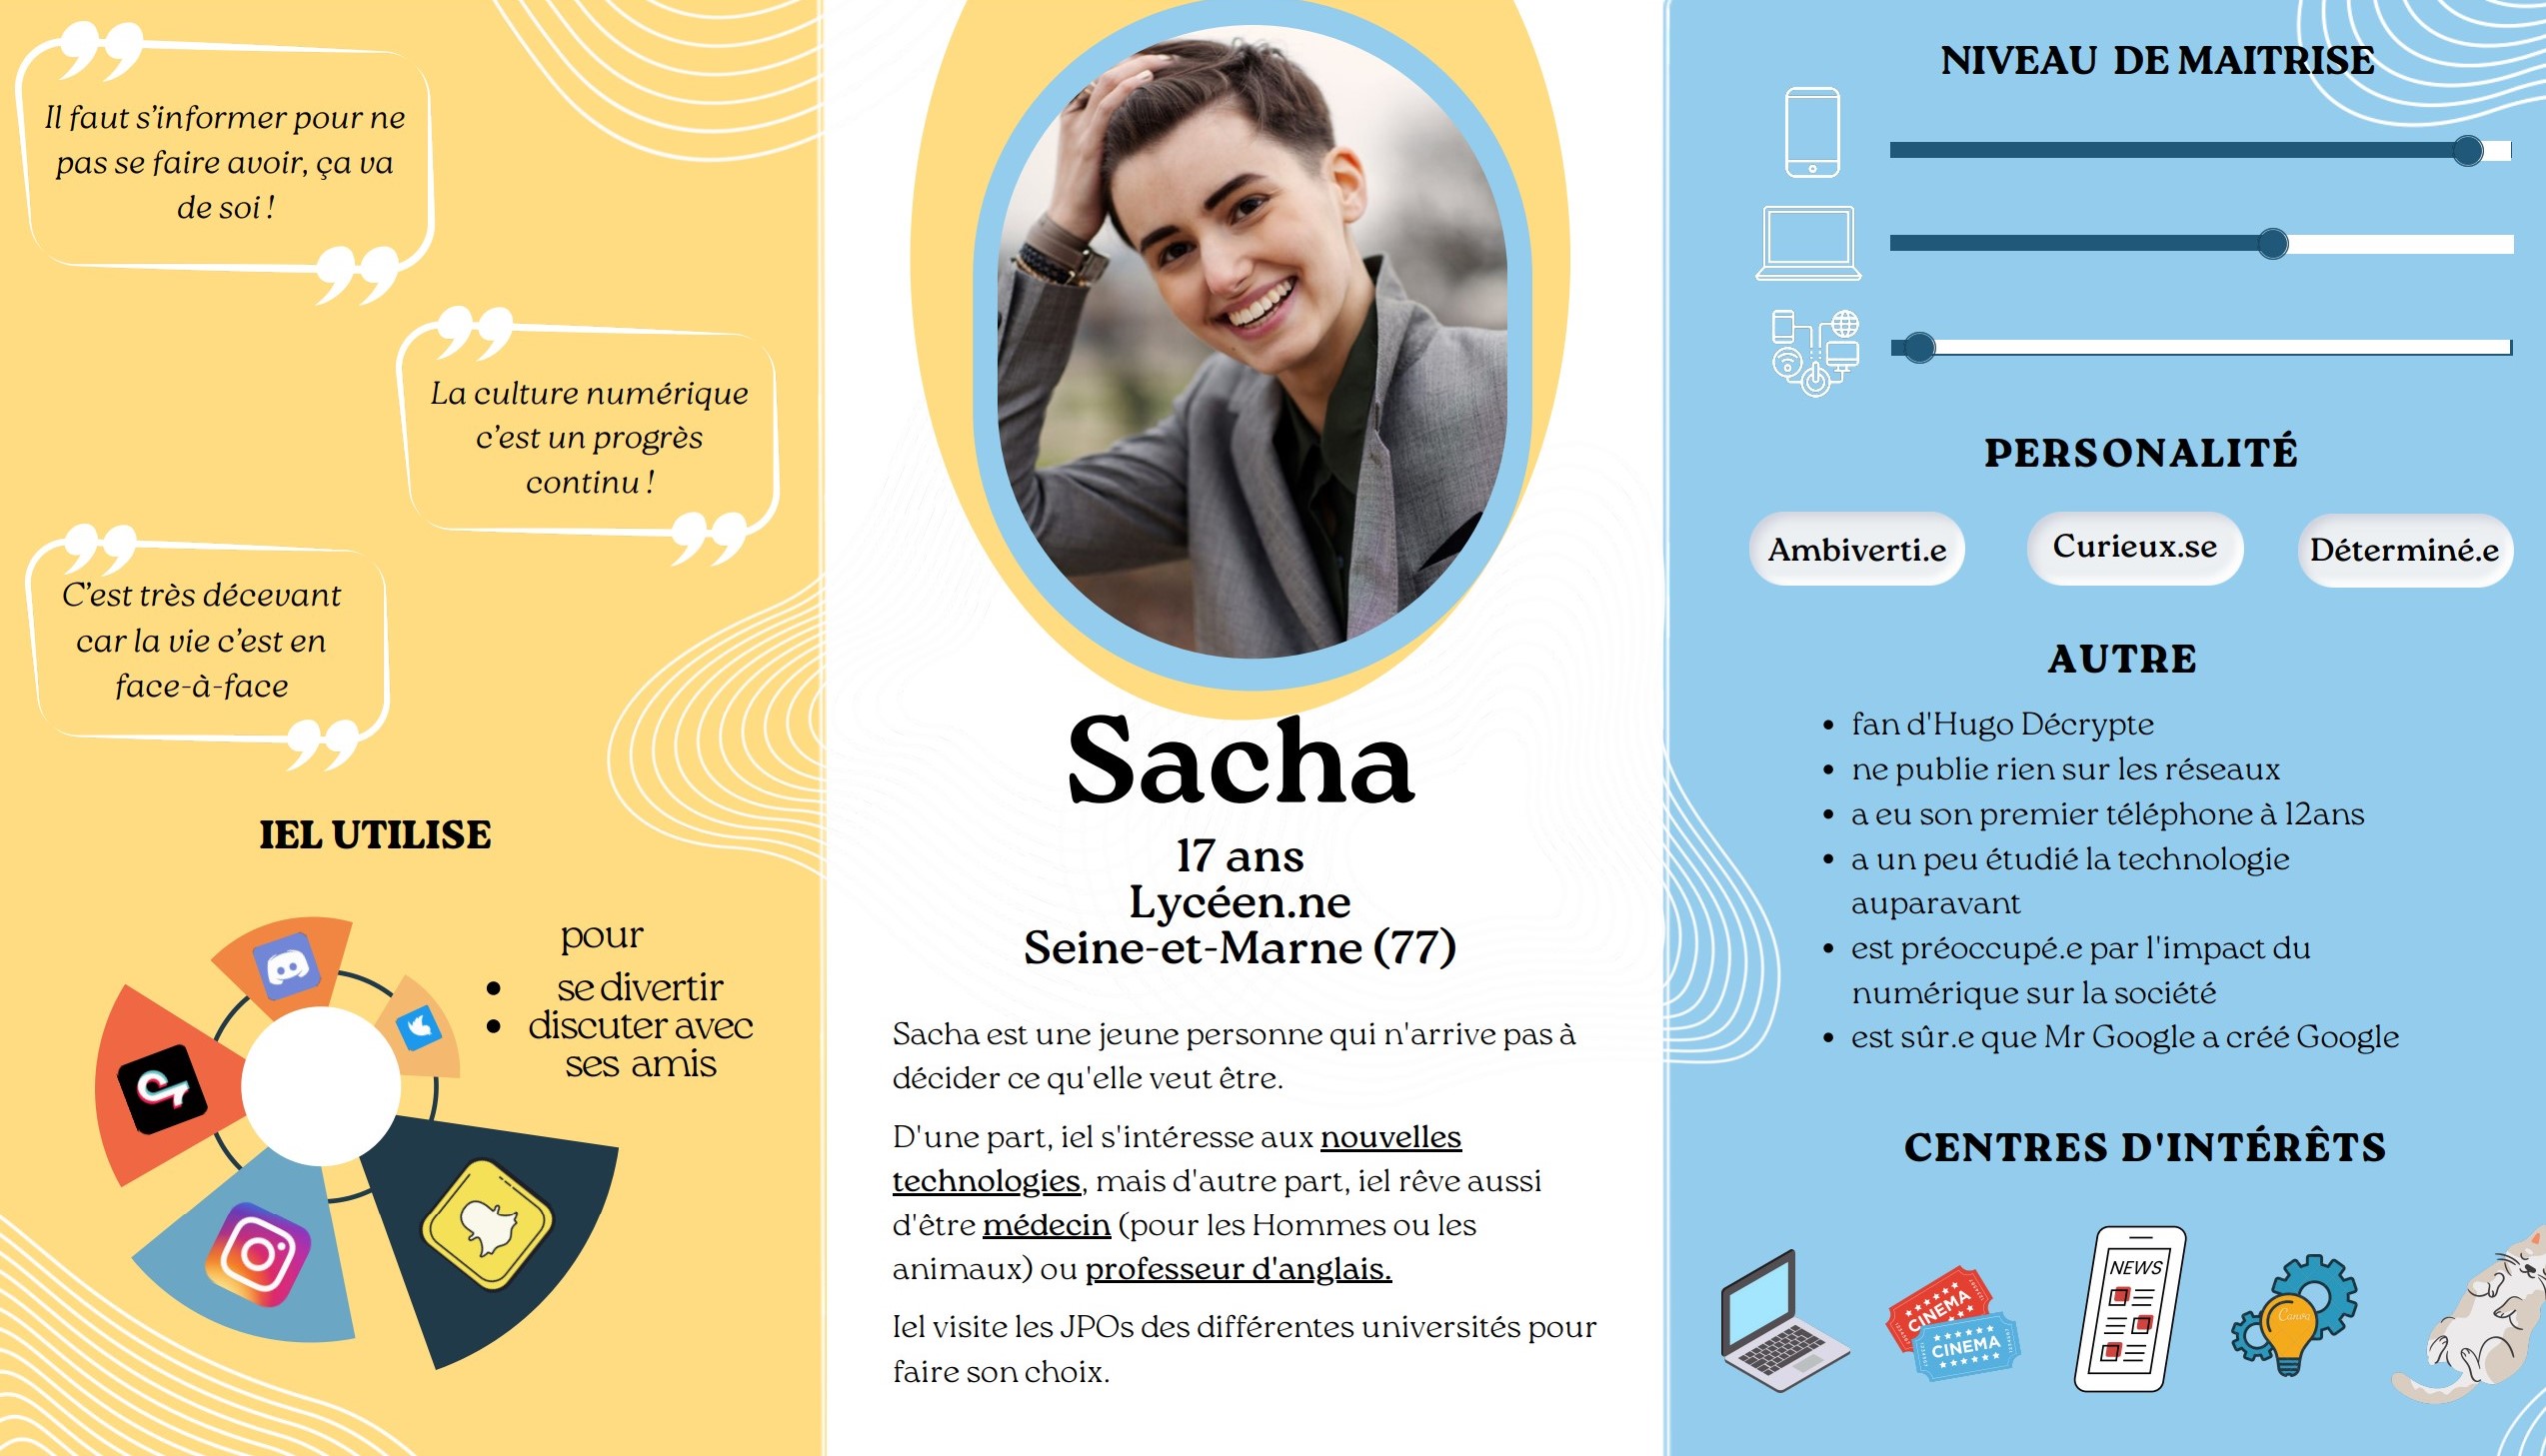 Il faut s'informer pour ne
pas se faire avoir, ça va
de soi !
La culture numérique
c'est un progrès
continu !
C'est très décevant
car la vie c'est en
face-à-face
IEL UTILISE
pour
• se divertir
• discuter avec
ses amis
Sacha
17 ans
Lycéen.ne
Seine-et-Marne (77)
Sacha est une jeune personne qui n'arrive pas à
décider ce qu'elle veut être.
D'une part, iel s'intéresse aux nouvelles
technologies, mais d'autre part, iel rêve aussi
d'être médecin (pour les Hommes ou les
animaux) ou professeur d'anglais.
Iel visite les JPOs des différentes universités pour
faire son choix.
NIVEAU DE MAITRISE
PERSONALITÉ
Ambiverti.e
Curieux.se
Déterminé.e
AUTRE
• fan d'Hugo Décrypte
• ne publie rien sur les réseaux
• a eu son premier téléphone à 12ans
• a un peu étudié la technologie
auparavant
• est préoccupé.e par l'impact du
numérique sur la société
• est sûr.e que Mr Google a créé Google
CENTRES D'INTÉRÊTS
CINEMA
CINEMA
NEWS
Canva